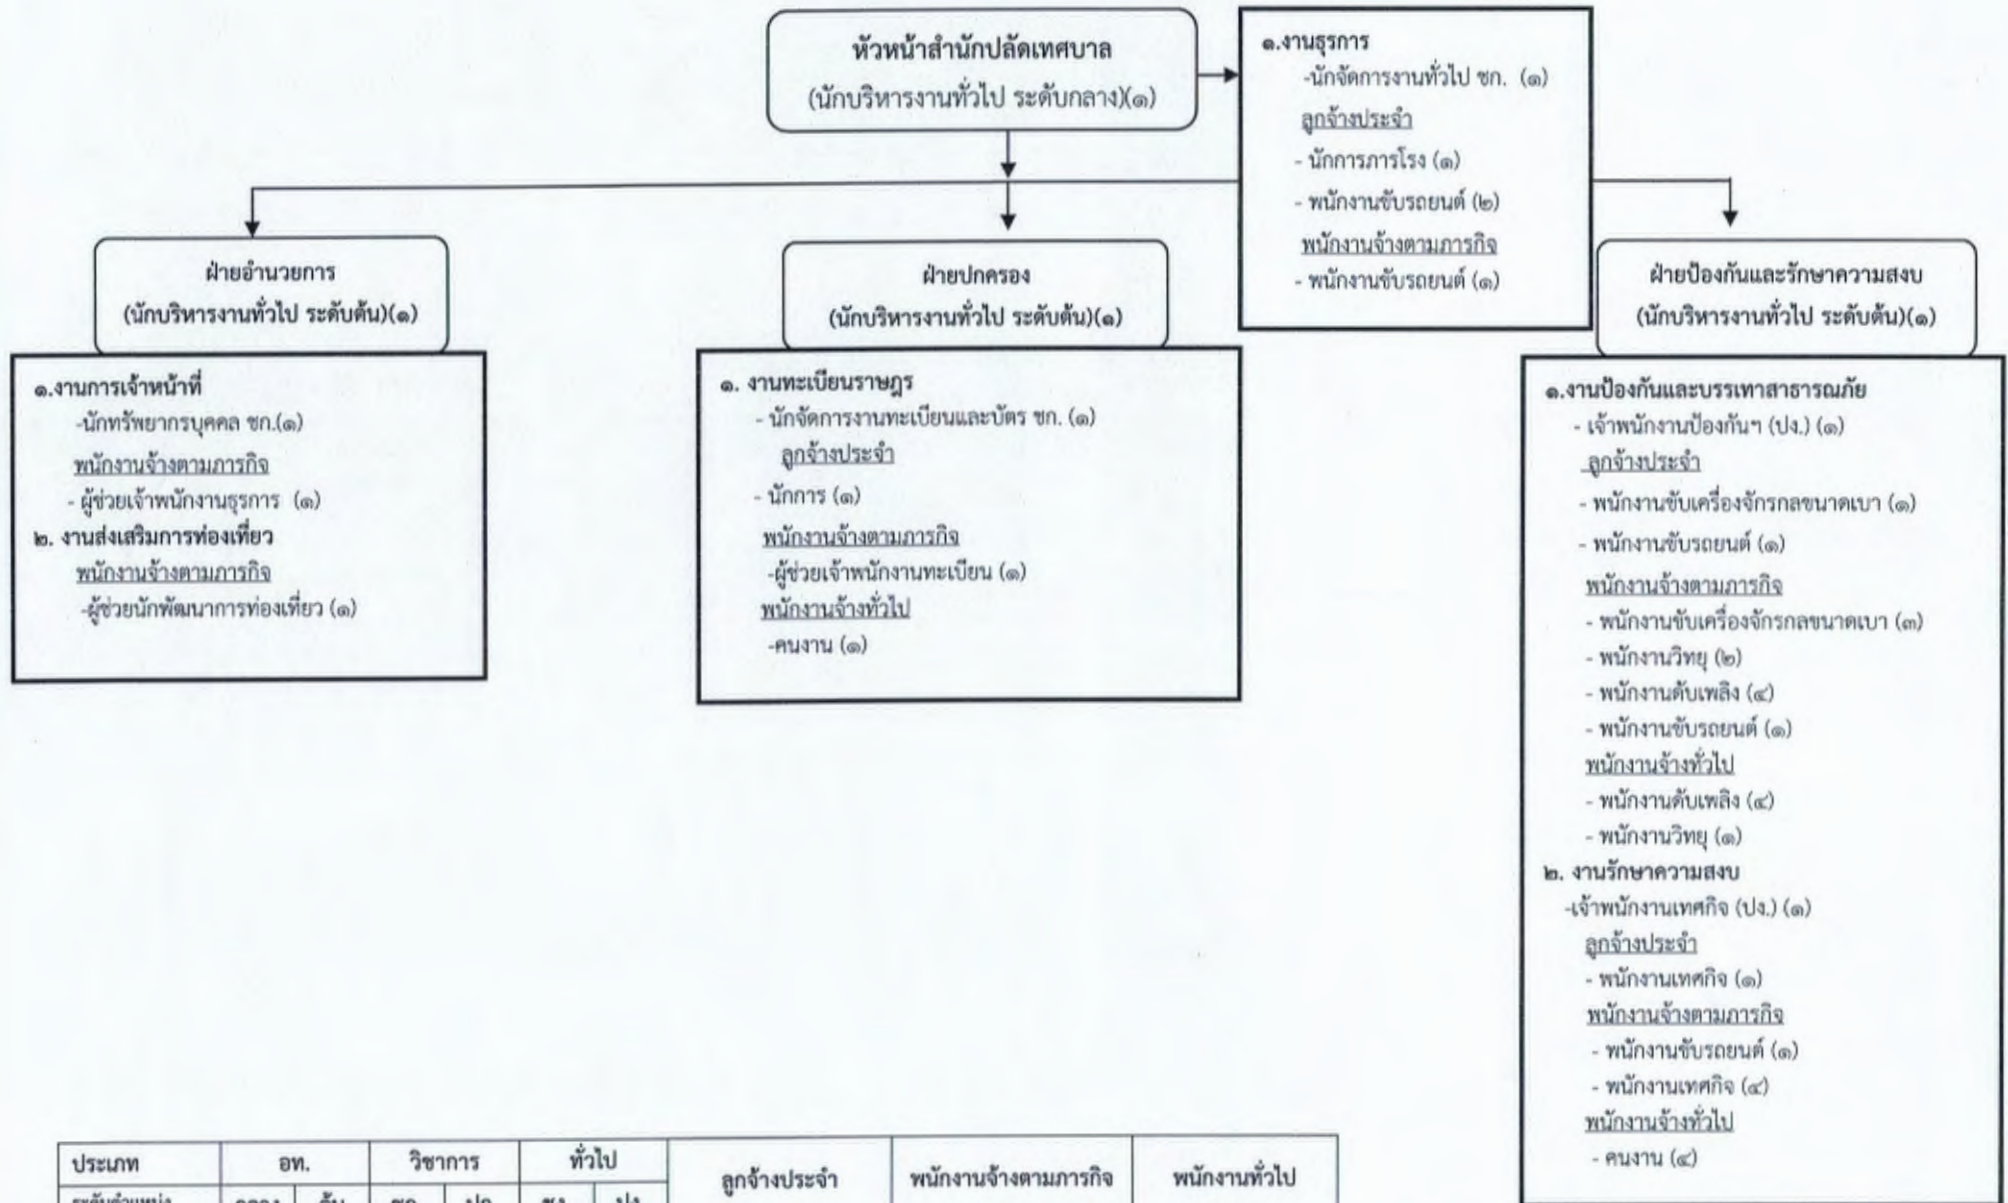 หัวหน้าสำนักปลัดเทศบาล
(นักบริหารงานทั่วไป ระดับกลาง)(๑)
๑.งานธุรการ
-นักจัดการงานทั่วไป ชก. (๑)
ลูกจ้างประจำ
- นักการภารโรง (๑)
- พนักงานขับรถยนต์ (๒)
พนักงานจ้างตามภารกิจ
- พนักงานขับรถยนต์ (๑)
ฝ่ายอำนวยการ
(นักบริหารงานทั่วไป ระดับต้น)(๑)
๑.งานการเจ้าหน้าที่
-นักทรัพยากรบุคคล ชก.(๑)
พนักงานจ้างตามภารกิจ
- ผู้ช่วยเจ้าพนักงานธุรการ (๑)
๒. งานส่งเสริมการท่องเที่ยว
พนักงานจ้างตามภารกิจ
-ผู้ช่วยนักพัฒนาการท่องเที่ยว (๑)
ฝ่ายปกครอง
(นักบริหารงานทั่วไป ระดับต้น)(๑)
๑. งานทะเบียนราษฎร
- นักจัดการงานทะเบียนและบัตร ชก. (๑)
ลูกจ้างประจำ
- นักการ (๑)
พนักงานจ้างตามภารกิจ
-ผู้ช่วยเจ้าพนักงานทะเบียน (๑)
พนักงานจ้างทั่วไป
-คนงาน (๑)
ฝ่ายป้องกันและรักษาความสงบ
(นักบริหารงานทั่วไป ระดับต้น)(๑)
๑.งานป้องกันและบรรเทาสาธารณภัย
- เจ้าพนักงานป้องกันฯ (ปง.) (๑)
ลูกจ้างประจำ
- พนักงานขับเครื่องจักรกลขนาดเบา (๑)
- พนักงานขับรถยนต์ (๑)
พนักงานจ้างตามภารกิจ
- พนักงานขับเครื่องจักรกลขนาดเบา (๓)
- พนักงานวิทยุ (๒)
- พนักงานดับเพลิง (๔)
- พนักงานขับรถยนต์ (๑)
พนักงานจ้างทั่วไป
- พนักงานดับเพลิง (๔)
- พนักงานวิทยุ (๑)
๒. งานรักษาความสงบ
-เจ้าพนักงานเทศกิจ (ปง.) (๑)
ลูกจ้างประจำ
- พนักงานเทศกิจ (๑)
พนักงานจ้างตามภารกิจ
- พนักงานขับรถยนต์ (๑)
- พนักงานเทศกิจ (๔)
พนักงานจ้างทั่วไป
- คนงาน (๔)
ประเภท อท. วิชาการ ทั่วไป ลูกจ้างประจำ พนักงานจ้างตามภารกิจ พนักงานทั่วไป